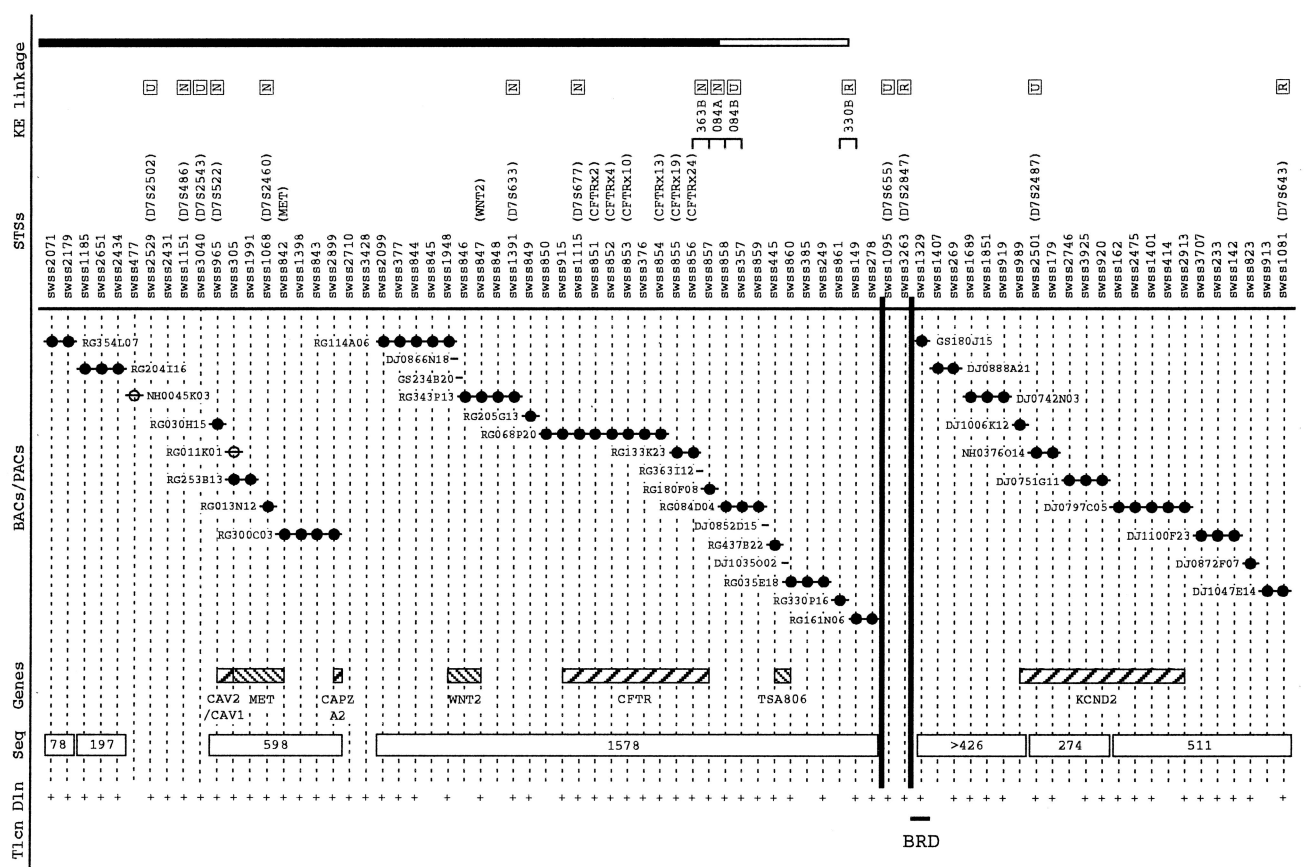 KE linkage
U
N
U
N
N
N
N
N
N
U
R
U
R
U
R
363B
084A
084B
330B
STSs
(D7S2502)
(D7S486)
(D7S2543)
(D7S522)
(D7S2460)
(MET)
(WNT2)
(D7S633)
(D7S677)
(CFTRx2)
(CFTRx4)
(CFTRx10)
(CFTRx13)
(CFTRx19)
(CFTRx24)
(D7S655)
(D7S2847)
(D7S2487)
(D7S643)
sWSS2071
sWSS2179
sWSS1185
sWSS2651
sWSS2434
sWSS477
sWSS2529
sWSS2431
sWSS1151
sWSS3040
sWSS965
sWSS305
sWSS1991
sWSS1068
sWSS842
sWSS1398
sWSS843
sWSS2899
sWSS2710
sWSS3428
sWSS2099
sWSS377
sWSS844
sWSS845
sWSS1948
sWSS846
sWSS847
sWSS848
sWSS1391
sWSS849
sWSS850
sWSS915
sWSS1115
sWSS851
sWSS852
sWSS853
sWSS376
sWSS854
sWSS855
sWSS856
sWSS857
sWSS858
sWSS357
sWSS859
sWSS445
sWSS860
sWSS385
sWSS249
sWSS861
sWSS149
sWSS278
sWSS1095
sWSS3263
sWSS1329
sWSS1407
sWSS269
sWSS1689
sWSS1851
sWSS919
sWSS989
sWSS2501
sWSS179
sWSS2746
sWSS3925
sWSS920
sWSS162
sWSS2475
sWSS1401
sWSS414
sWSS2913
sWSS3707
sWSS233
sWSS142
sWSS823
sWSS913
sWSS1081
BACs/PACs
RG354L07
RG204I16
NH0045K03
RG030H15
RG011K01
RG253B13
RG013N12
RG300C03
RG114A06
DJ0866N18
GS234B20
RG343P13
RG205G13
RG068P20
RG133K23
RG363I12
RG180F08
RG084D04
DJ0852D15
RG437B22
DJ1035O02
RG035E18
RG330P16
RG161N06
GS180J15
DJ0888A21
DJ0742N03
DJ1006K12
NH0376O14
DJ0751G11
DJ0797C05
DJ1100F23
DJ0872F07
DJ1047E14
Genes
CAV2
/CAV1
MET
CAPZ
A2
WNT2
CFTR
TSA806
KCND2
Seq
78
197
598
1578
>426
274
511
Tlcn Dln
+ + + + + + + + + + + + + + + + + + + + + + + + + + + + + + + + + + + + + + + + + + + + + + + + + + + + + + + + + + + + +
BRD